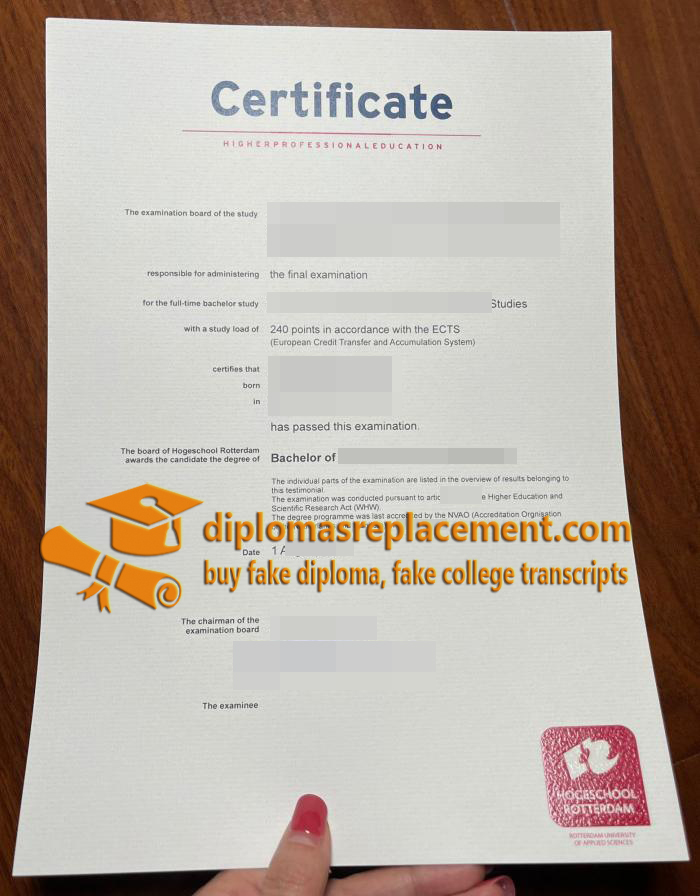 Certificate
HIGHERPROFESSIONALEDUCATION
The examination board of the study
responsible for administering the final examination
for the full-time bachelor study Studies
with a study load of 240 points in accordance with the ECTS
(European Credit Transfer and Accumulation System)
certifies that
born
in
has passed this examination.
The board of Hogeschool Rotterdam
awards the candidate the degree of Bachelor of
The individual parts of the examination are listed in the overview of results belonging to
this testimonial.
The examination was conducted pursuant to e Higher Education and
Scientific Research Act (WHW).
The degree programme was last accredited by the NVAO (Accreditation Orgnisation
diplomasreplacement.com
Date 1 A
buy fake diploma, fake college transcripts
The chairman of the
examination board
The examinee
HOGESCHOOL
ROTTERDAM
ROTTERDAM UNIVERSITY
OF APPLIED SCIENCES